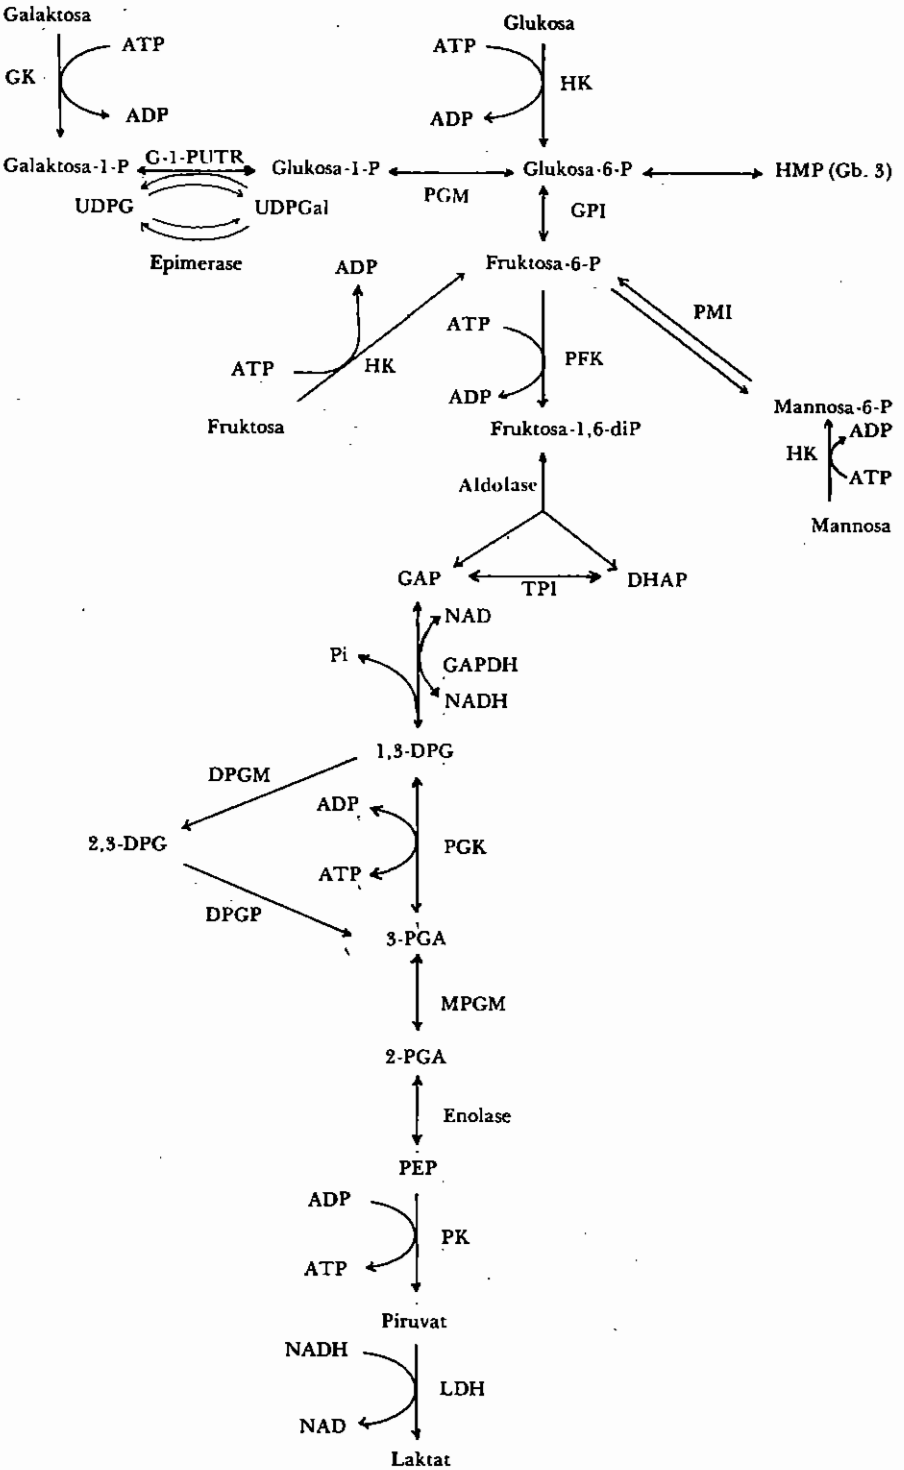 Galaktosa
Glukosa
ATP
ATP
GK
HK
ADP
ADP
Galaktosa-1-P
G-1-PUTR
Glukosa-1-P
PGM
Glukosa-6-P
HMP (Gb. 3)
UDPG
UDPGal
GPI
Epimerase
ADP
Fruktosa-6-P
PMI
ATP
ATP
HK
PFK
ADP
Mannosa-6-P
Fruktosa
Fruktosa-1,6-diP
HK
ADP
ATP
Aldolase
Mannosa
GAP
TPI
DHAP
NAD
Pi
GAPDH
NADH
1,3-DPG
DPGM
ADP
2,3-DPG
PGK
ATP
DPGP
3-PGA
MPGM
2-PGA
Enolase
PEP
ADP
PK
ATP
Piruvat
NADH
LDH
NAD
Laktat